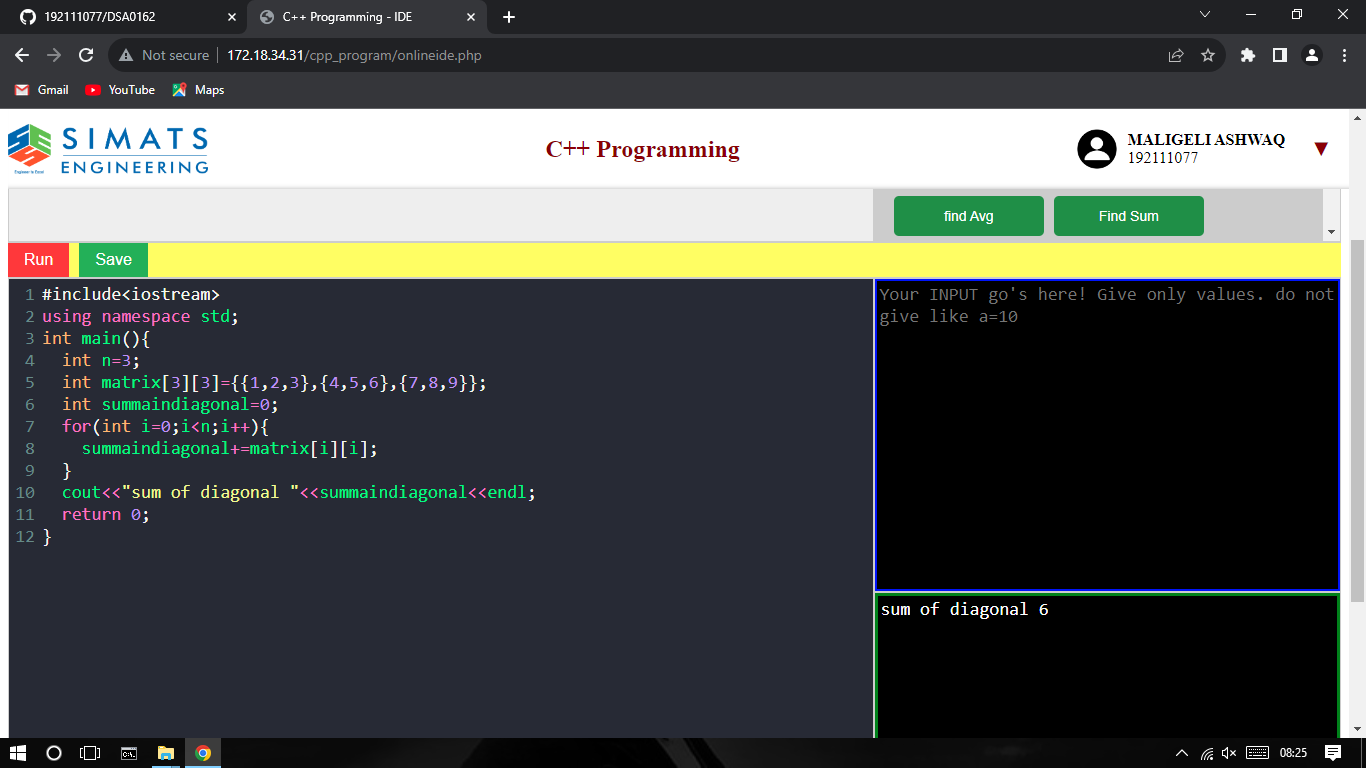 192111077/DSA0162
C++ Programming - IDE
Not secure
172.18.34.31/cpp_program/onlineide.php
Gmail
YouTube
Maps
SIMATS
ENGINEERING
Engineer to Excel
C++ Programming
MALIGELI ASHWAQ
192111077
find Avg
Find Sum
Run
Save
1 #include<iostream>
2 using namespace std;
3 int main(){
4   int n=3;
5   int matrix[3][3]={{1,2,3},{4,5,6},{7,8,9}};
6   int summaindiagonal=0;
7   for(int i=0;i<n;i++){
8     summaindiagonal+=matrix[i][i];
9   }
10   cout<<"sum of diagonal "<<summaindiagonal<<endl;
11   return 0;
12 }
Your INPUT go's here! Give only values. do not
give like a=10
sum of diagonal 6
08:25